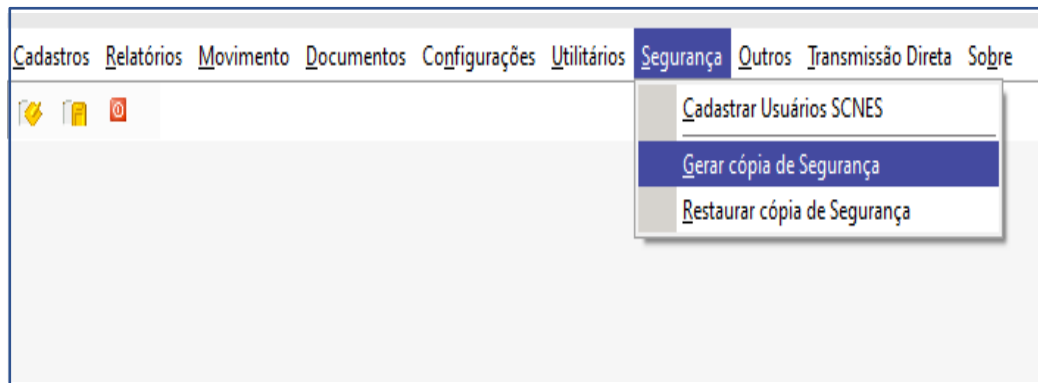 Cadastros Relatórios Movimento Documentos Configurações Utilitários Segurança Outros Transmissão Direta Sobre
Cadastrar Usuários SCNES
Gerar cópia de Segurança
Restaurar cópia de Segurança